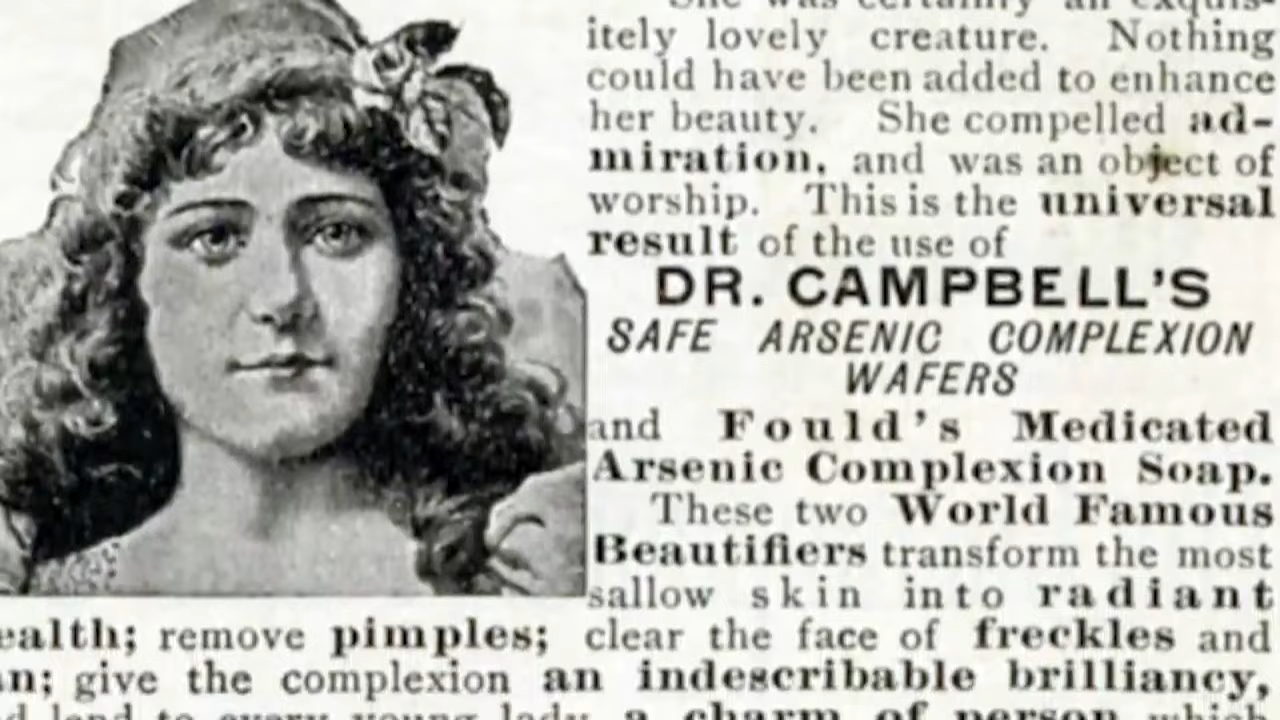 She was certainly an exquis-
itely lovely creature. Nothing
could have been added to enhance
her beauty. She compelled ad-
miration, and was an object of
worship. This is the universal
result of the use of
DR. CAMPBELL'S
SAFE ARSENIC COMPLEXION
WAFERS
and Fould's Medicated
Arsenic Complexion Soap.
These two World Famous
Beautifiers transform the most
sallow skin into radiant
ealth; remove pimples; clear the face of freckles and
n; give the complexion an indescribable brilliancy,
d lend to every young lady a charm of person which